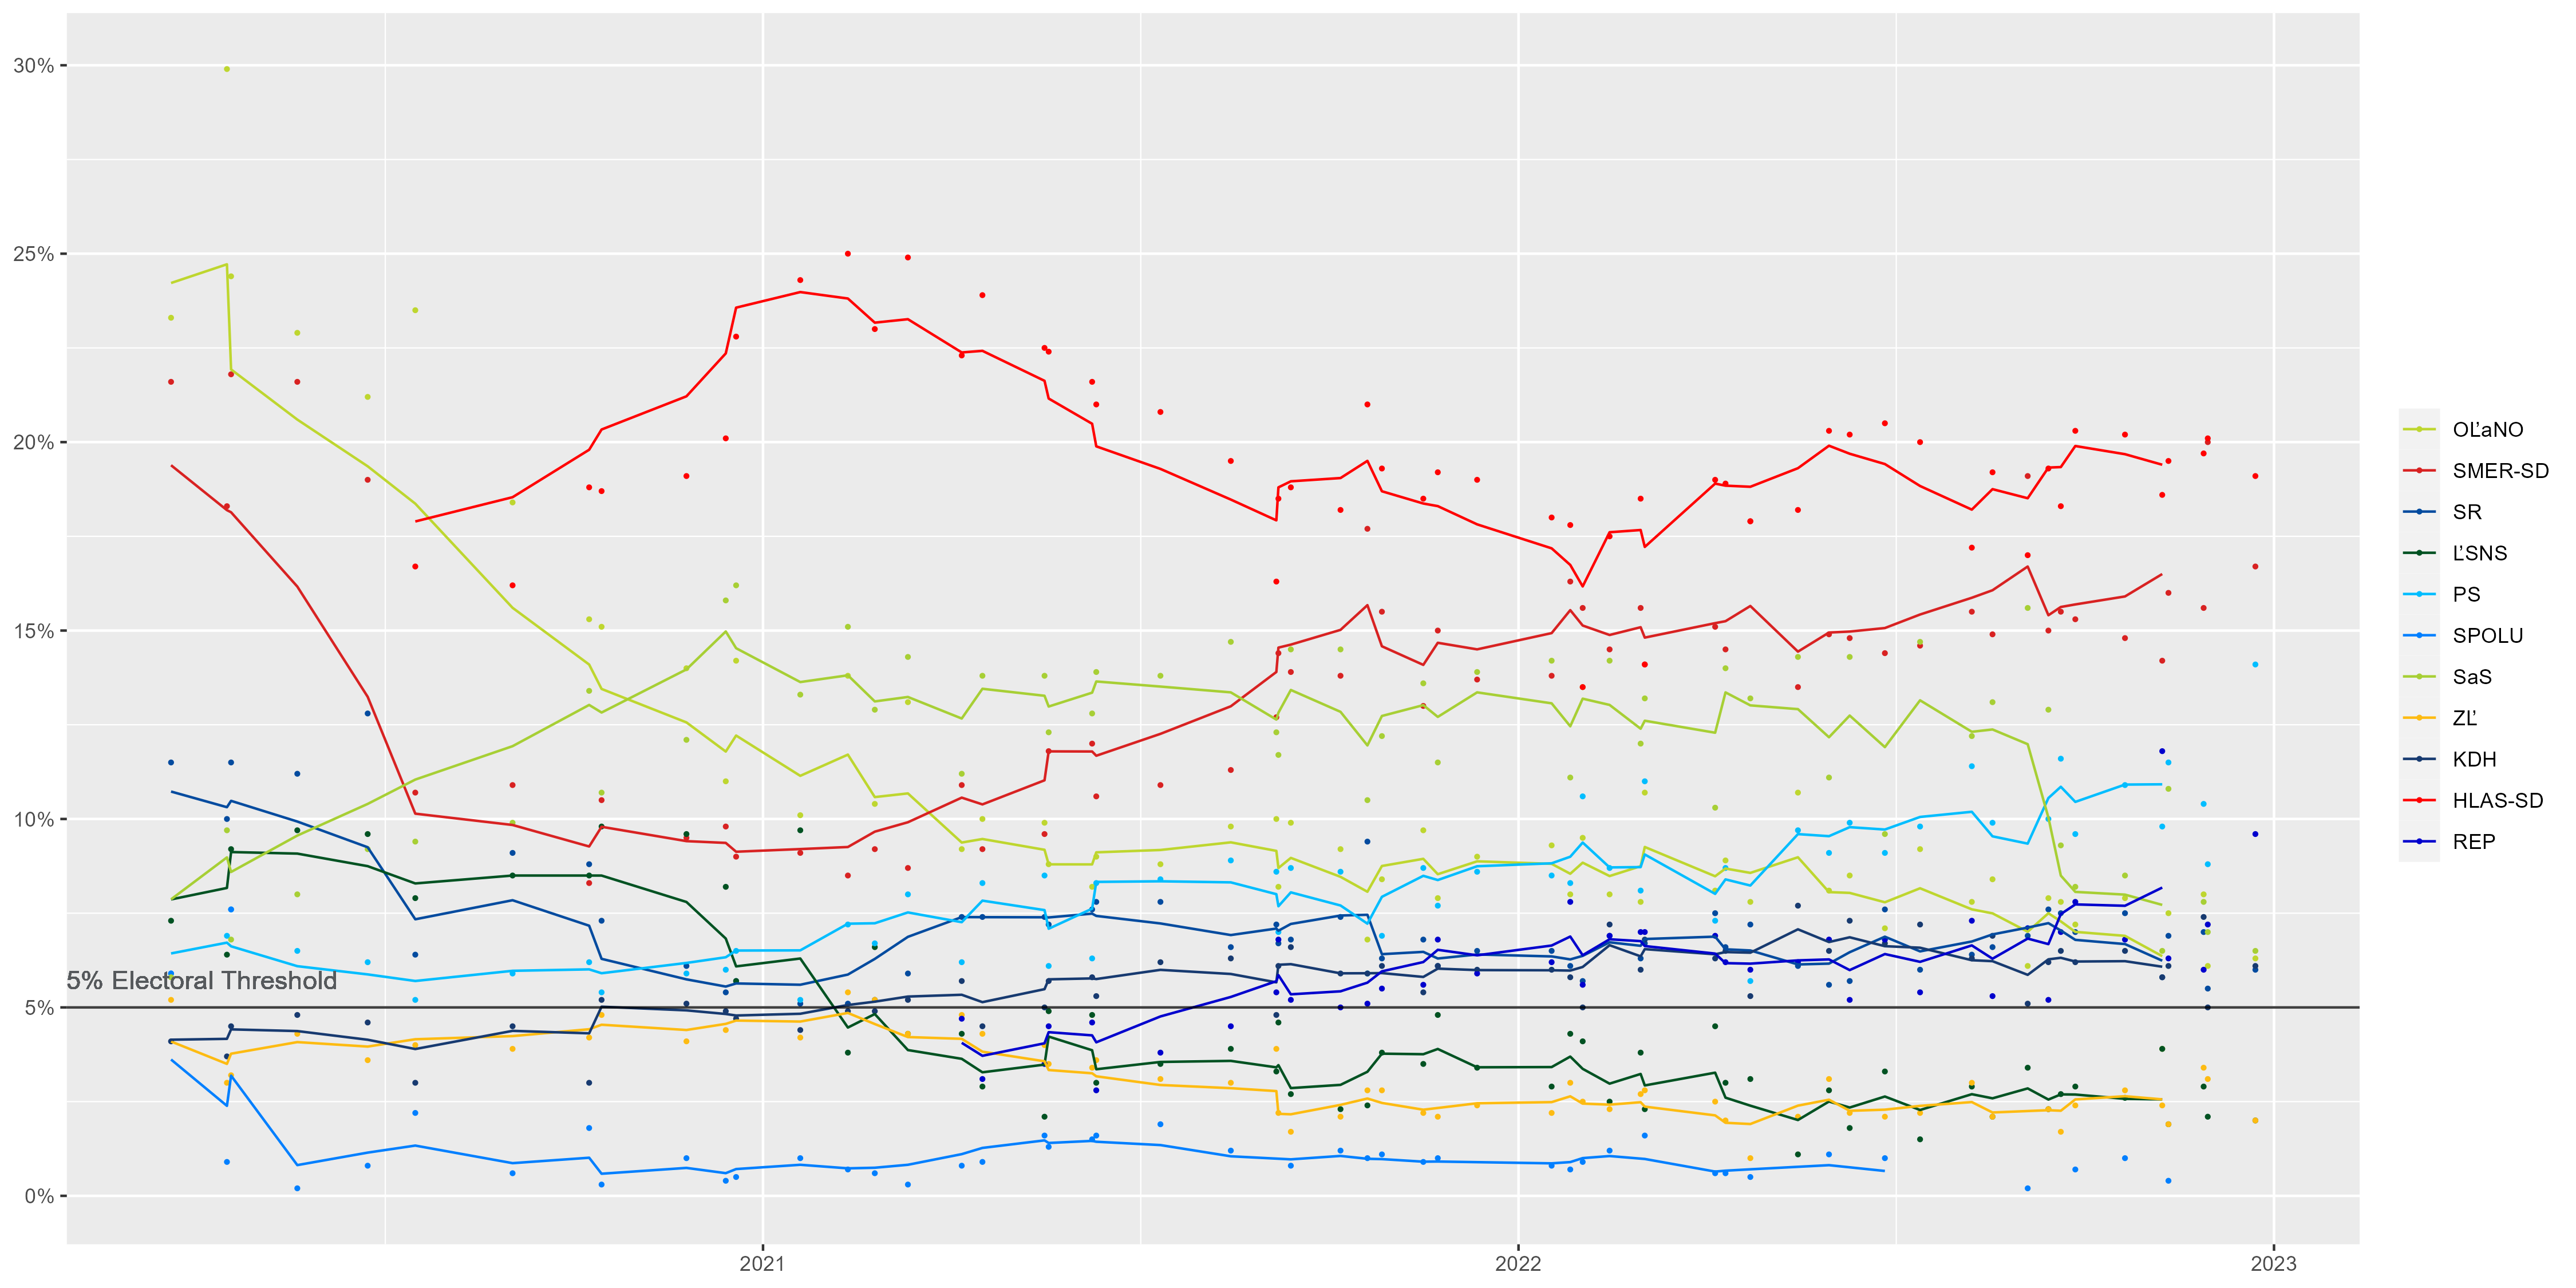 30%
25%
20%
15%
10%
5%
0%
5% Electoral Threshold
2021
2022
2023
OĽaNO
SMER-SD
SR
ĽSNS
PS
SPOLU
SaS
ZĽ
KDH
HLAS-SD
REP